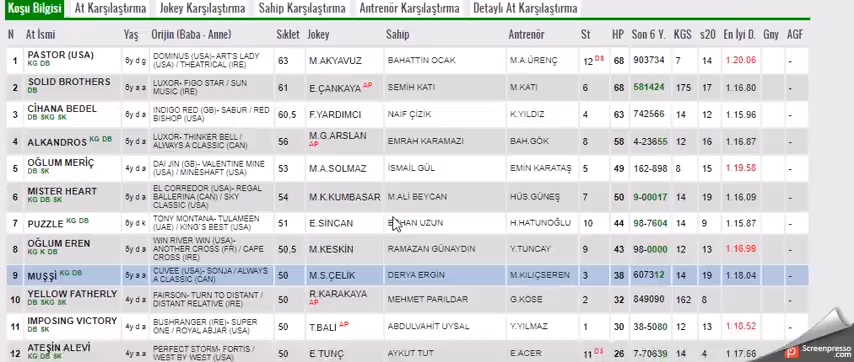 Koşu Bilgisi At Karşılaştırma Jokey Karşılaştırma Sahip Karşılaştırma Antrenör Karşılaştırma Detaylı At Karşılaştırma
N At İsmi Yaş Orijin (Baba - Anne) Sıklet Jokey Sahip Antrenör St HP Son 6 Y. KGS s20 En İyi D. Gny AGF
1 PASTOR (USA) KG DB 8y d g DOMINUS (USA)- ART'S LADY (USA) / THEATRICAL (IRE) 63 M.AKYAVUZ BAHATTİN OCAK M.A.ÜRENÇ 12 DS 68 903734 7 14 1.20.06 -
2 SOLID BROTHERS DB 6y a a LUXOR- FIGO STAR / SUN MUSIC (IRE) 61 E.ÇANKAYA AP SEMİH KATI M.KATI 6 68 581424 175 17 1.16.80 -
3 CİHANA BEDEL DB SKG SK 6y d a INDIGO RED (GB)- SABUR / RED BISHOP (USA) 60,5 F.YARDIMCI NAİF ÇİZİK K.YILDIZ 4 63 742566 14 12 1.15.96 -
4 ALKANDROS KG DB LUXOR- THINKER BELL / ALWAYS A CLASSIC (CAN) 56 M.G.ARSLAN AP EMRAH KARAMAZI BAH.GÖK 8 58 4-23655 12 16 1.16.87 -
5 OĞLUM MERİÇ DB 4y d a DAI JIN (GB)- VALENTINE MINE (USA) / MINESHAFT (USA) 53 M.A.SOLMAZ İSMAİL GÜL EMİN KARATAŞ 5 49 162-898 8 15 1.19.58 -
6 MISTER HEART KG DB SKG SK 6y a a EL CORREDOR (USA)- REGAL BALLERINA (CAN) / SKY CLASSIC (USA) 54 M.K.KUMBASAR M.ALİ BEYCAN HÜS.GÜNEŞ 7 50 9-00017 14 19 1.16.09 -
7 PUZZLE KG DB 8y d k TONY MONTANA- TULAMEEN (UAE) / KING`S BEST (USA) 51 E.SİNCAN HAN UZUN H.HATUNOĞLU 10 44 98-7604 14 9 1.15.87 -
8 OĞLUM EREN KG K DB 6y d a WIN RIVER WIN (USA)- ANOTHER CROSS (FR) / CAPE CROSS (IRE) 50,5 M.KESKİN RAMAZAN GÜNAYDIN Y.TUNCAY 9 43 98-0000 12 13 1.16.99 -
9 MUŞŞİ KG DB 5y a a CUVEE (USA)- SONJA / ALWAYS A CLASSIC (CAN) 50 M.S.ÇELİK DERYA ERGİN M.KILIÇSEREN 3 38 607312 14 19 1.18.04 -
10 YELLOW FATHERLY DB SKG SK 4y d a FAIRSON- TURN TO DISTANT / DISTANT RELATIVE (IRE) 50 R.KARAKAYA AP MEHMET PARILDAR G.KÖSE 2 32 849090 162 8 -
11 IMPOSING VICTORY DB SK 4y d a BUSHRANGER (IRE)- SUPER ONE / ROYAL ABJAR (USA) 50 T.BALİ AP ABDULVAHİT UYSAL Y.YILMAZ 1 30 38-5080 12 13 1.18.52
12 ATEŞİN ALEVİ DB SK 4y a a PERFECT STORM- FORTIS / WEST BY WEST (USA) 50 E.TUNÇ AYKUT TUT E.ACER 11 DS 26 7-70639 14 4 1.17.66
Screenpresso
Screenpresso.com